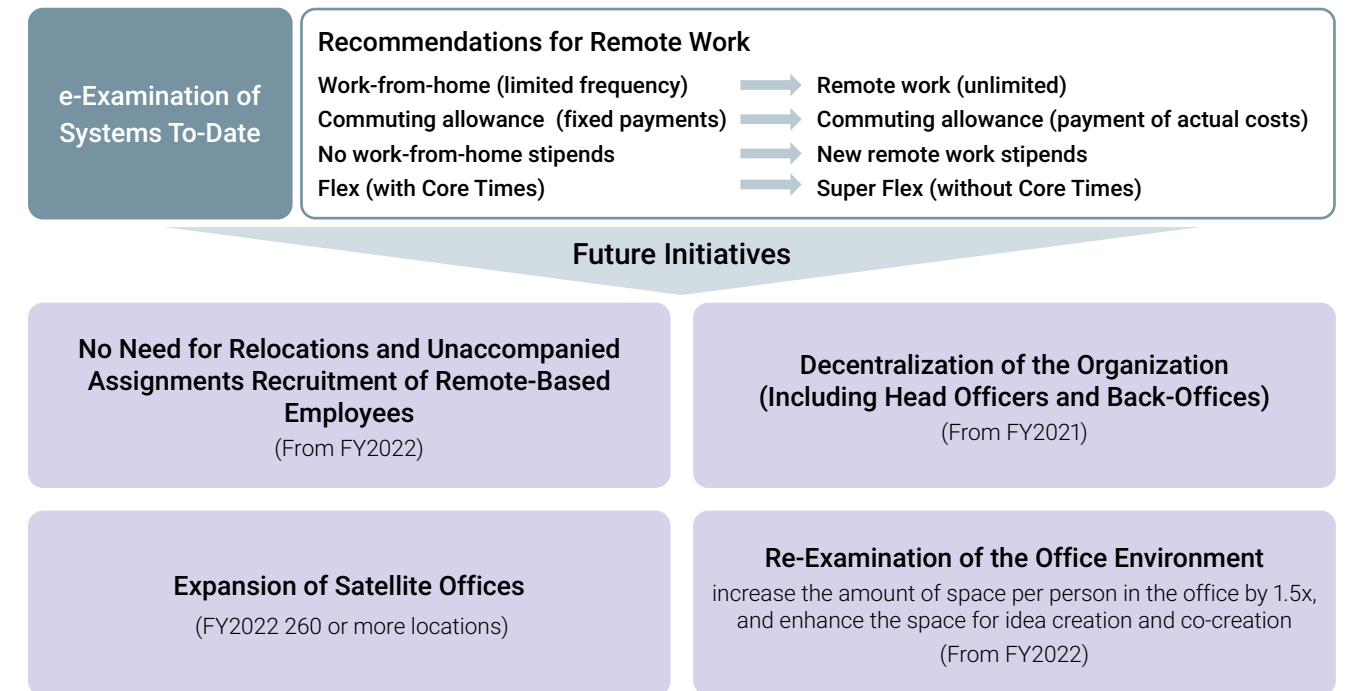 e-Examination of
Systems To-Date
Recommendations for Remote Work
Work-from-home (limited frequency) Remote work (unlimited)
Commuting allowance (fixed payments) Commuting allowance (payment of actual costs)
No work-from-home stipends New remote work stipends
Flex (with Core Times) Super Flex (without Core Times)
Future Initiatives
No Need for Relocations and Unaccompanied
Assignments Recruitment of Remote-Based
Employees
(From FY2022)
Decentralization of the Organization
(Including Head Officers and Back-Offices)
(From FY2021)
Expansion of Satellite Offices
(FY2022 260 or more locations)
Re-Examination of the Office Environment
increase the amount of space per person in the office by 1.5x,
and enhance the space for idea creation and co-creation
(From FY2022)